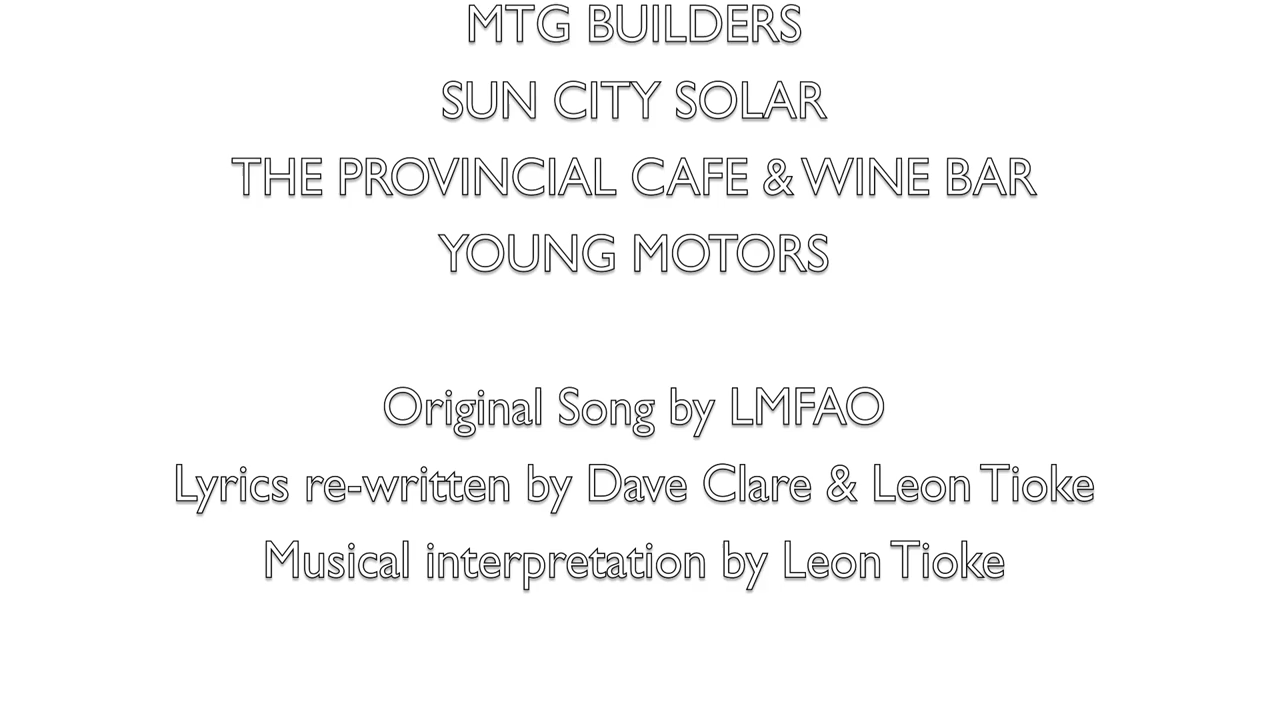 MTG BUILDERS
SUN CITY SOLAR
THE PROVINCIAL CAFE & WINE BAR
YOUNG MOTORS
Original Song by LMFAO
Lyrics re-written by Dave Clare & Leon Tioke
Musical interpretation by Leon Tioke